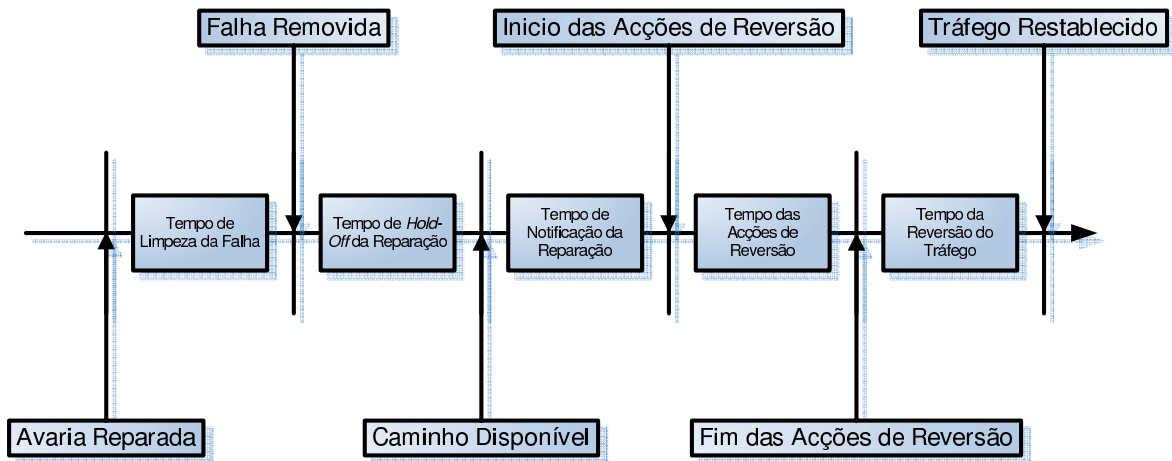 Falha Removida
Inicio das Acções de Reversão
Tráfego Restablecido
Tempo de
Limpeza da Falha
Tempo de Hold-
Off da Reparação
Tempo de
Notificação da
Reparação
Tempo das
Acções de
Reversão
Tempo da
Reversão do
Tráfego
Avaria Reparada
Caminho Disponível
Fim das Acções de Reversão